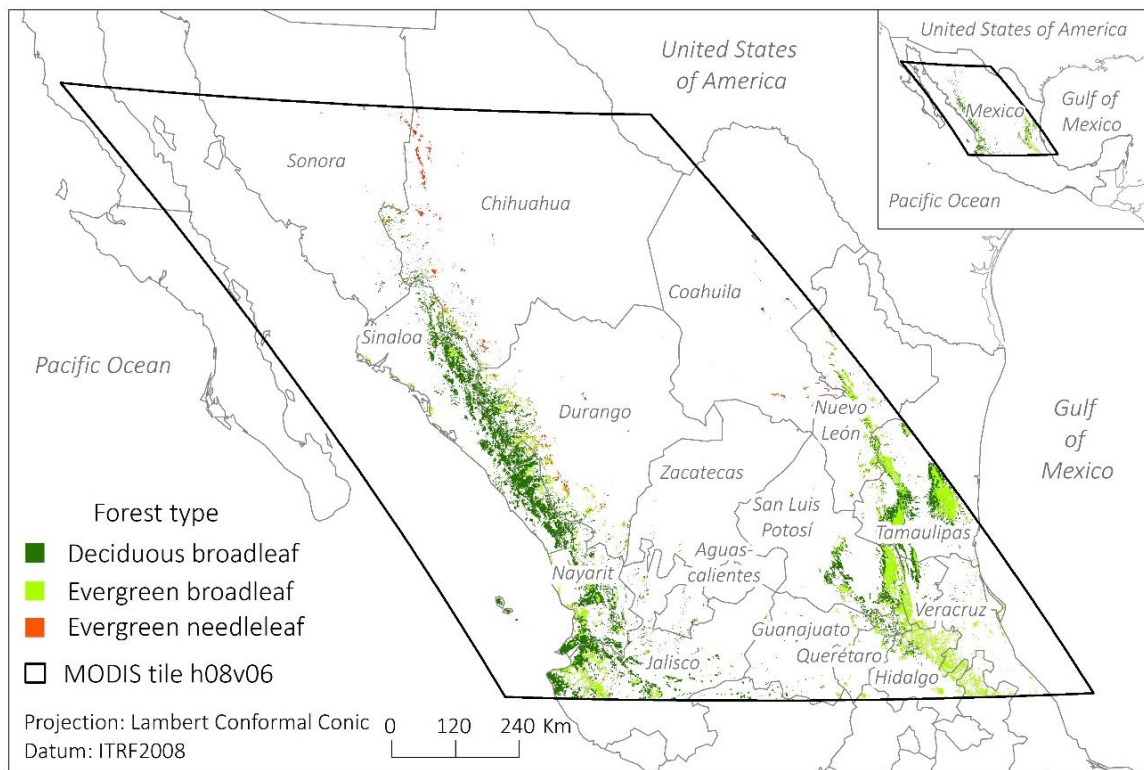 United States
of America
Sonora
Chihuahua
Coahuila
Sinaloa
Pacific Ocean
Durango
Nuevo
León
Gulf
of
Mexico
Zacatecas
San Luis
Potosí
Tamaulipas
Aguas-
calientes
Nayarit
Veracruz
Guanajuato
Querétaro
Hidalgo
Jalisco
United States of America
Mexico
Gulf of
Mexico
Pacific Ocean
Forest type
Deciduous broadleaf
Evergreen broadleaf
Evergreen needleleaf
MODIS tile h08v06
Projection: Lambert Conformal Conic
Datum: ITRF2008
0 120 240 Km